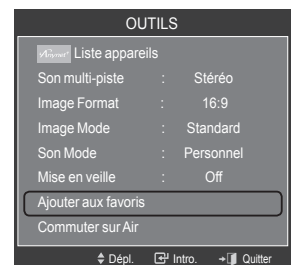 OUTILS
Anynet+ Liste appareils
Son multi-piste : Stéréo
Image Format : 16:9
Image Mode : Standard
Son Mode : Personnel
Mise en veille : Off
Ajouter aux favoris
Commuter sur Air
Dépl. Intro. Quitter